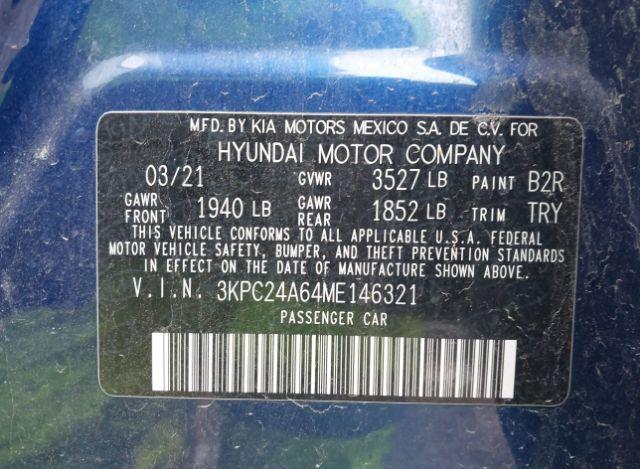 MFD. BY KIA MOTORS MEXICO S.A. DE C.V. FOR
HYUNDAI MOTOR COMPANY
03/21 GVWR 3527 LB PAINT B2R
GAWR FRONT 1940 LB GAWR REAR 1852 LB TRIM TRY
THIS VEHICLE CONFORMS TO ALL APPLICABLE U.S.A. FEDERAL
MOTOR VEHICLE SAFETY, BUMPER, AND THEFT PREVENTION STANDARDS
IN EFFECT ON THE DATE OF MANUFACTURE SHOWN ABOVE.
V.I.N. 3KPC24A64ME146321
PASSENGER CAR